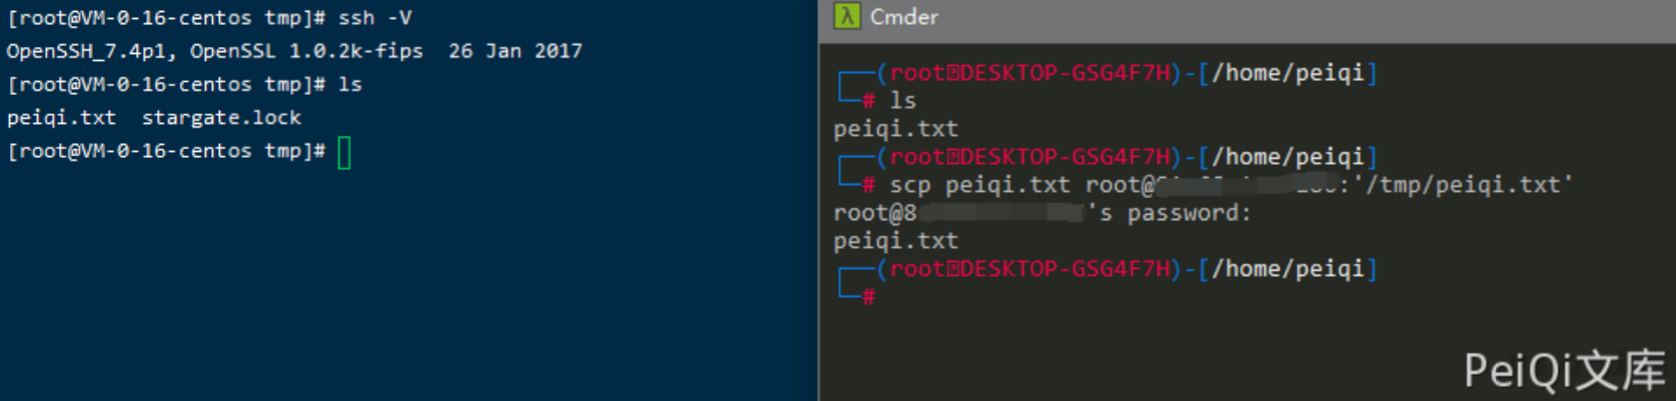 [root@VM-0-16-centos tmp]# ssh -V
OpenSSH_7.4p1, OpenSSL 1.0.2k-fips  26 Jan 2017
[root@VM-0-16-centos tmp]# ls
peiqi.txt  stargate.lock
[root@VM-0-16-centos tmp]#
Cmder
(root DESKTOP-GSG4F7H)-[/home/peiqi]
# ls
peiqi.txt
(root DESKTOP-GSG4F7H)-[/home/peiqi]
# scp peiqi.txt root@ :'/tmp/peiqi.txt'
root@8 's password:
peiqi.txt
(root DESKTOP-GSG4F7H)-[/home/peiqi]
#
PeiQi文库